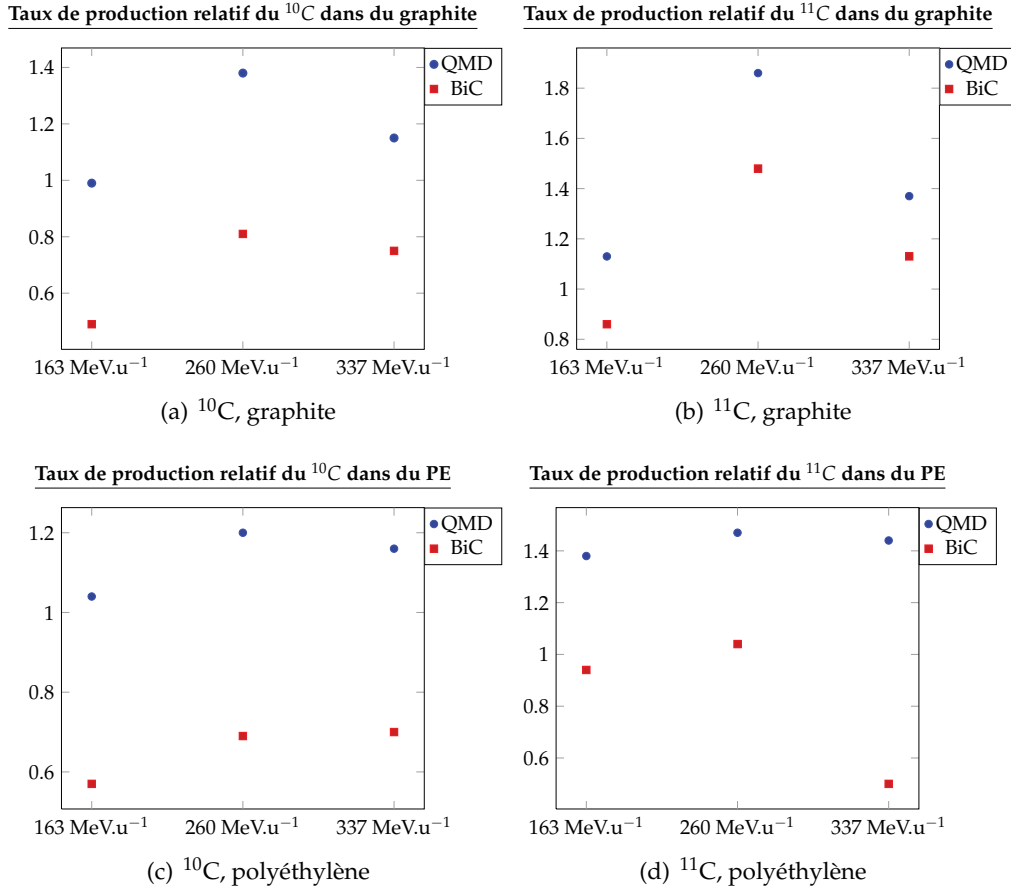 Taux de production relatif du ¹⁰C dans du graphite
QMD
BiC
1.4
1.2
1
0.8
0.6
163 MeV.u⁻¹ 260 MeV.u⁻¹ 337 MeV.u⁻¹
(a) ¹⁰C, graphite
Taux de production relatif du ¹¹C dans du graphite
QMD
BiC
1.8
1.6
1.4
1.2
1
0.8
163 MeV.u⁻¹ 260 MeV.u⁻¹ 337 MeV.u⁻¹
(b) ¹¹C, graphite
Taux de production relatif du ¹⁰C dans du PE
QMD
BiC
1.2
1
0.8
0.6
163 MeV.u⁻¹ 260 MeV.u⁻¹ 337 MeV.u⁻¹
(c) ¹⁰C, polyéthylène
Taux de production relatif du ¹¹C dans du PE
QMD
BiC
1.4
1.2
1
0.8
0.6
163 MeV.u⁻¹ 260 MeV.u⁻¹ 337 MeV.u⁻¹
(d) ¹¹C, polyéthylène